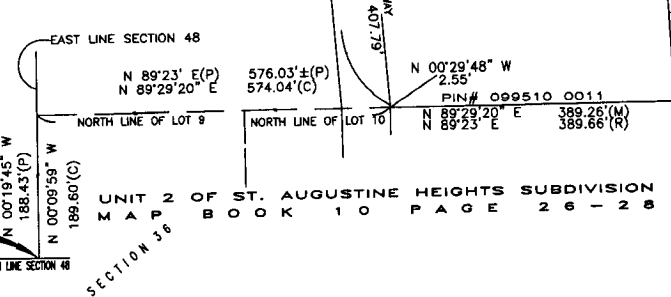 WAY
407.79'
EAST LINE SECTION 48
N 89°23' E(P) 576.03'±(P)
N 89°29'20" E 574.04'(C)
N 00°29'48" W
2.55'
PIN# 099510 0011
N 89°29'20" E 389.26'(M)
N 89°23' E 389.66'(R)
NORTH LINE OF LOT 9
NORTH LINE OF LOT 10
N 00°19'45" W
188.43'(P)
N 00°09'59" W
189.60'(C)
UNIT 2 OF ST. AUGUSTINE HEIGHTS SUBDIVISION
MAP BOOK 10 PAGE 26-28
LINE SECTION 48
SECTION 36